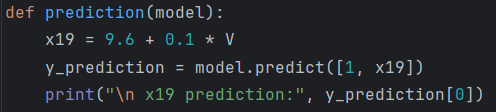 def prediction(model):
    x19 = 9.6 + 0.1 * V
    y_prediction = model.predict([1, x19])
    print("\n x19 prediction:", y_prediction[0])